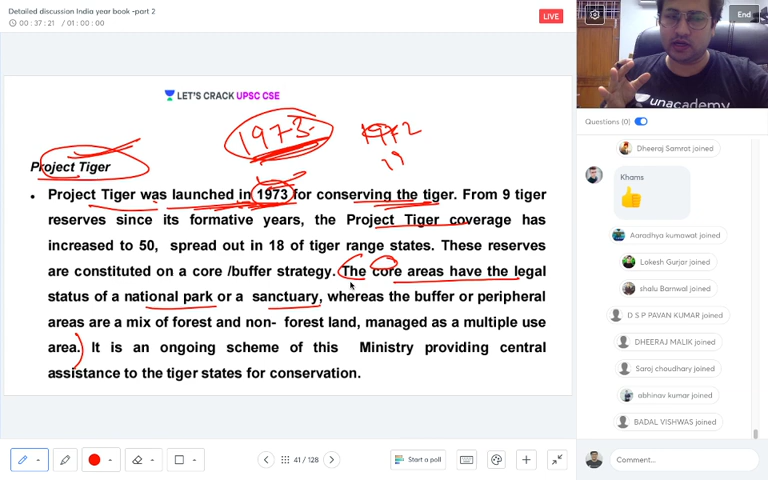 Detailed discussion India year book -part 2
00 : 37 : 21 / 01 : 00 : 00
LIVE
End
unacademy
LET'S CRACK UPSC CSE
1973
Project Tiger
• Project Tiger was launched in 1973 for conserving the tiger. From 9 tiger
reserves since its formative years, the Project Tiger coverage has
increased to 50, spread out in 18 of tiger range states. These reserves
are constituted on a core /buffer strategy. The core areas have the legal
status of a national park or a sanctuary, whereas the buffer or peripheral
areas are a mix of forest and non- forest land, managed as a multiple use
area. It is an ongoing scheme of this Ministry providing central
assistance to the tiger states for conservation.
Questions (0)
Dheeraj Samrat joined
Khams
Aaradhya kumawat joined
Lokesh Gurjar joined
shalu Barnwal joined
D S P PAVAN KUMAR joined
DHEERAJ MALIK joined
Saroj choudhary joined
abhinav kumar joined
BADAL VISHWAS joined
41 / 128
Start a poll
Comment...